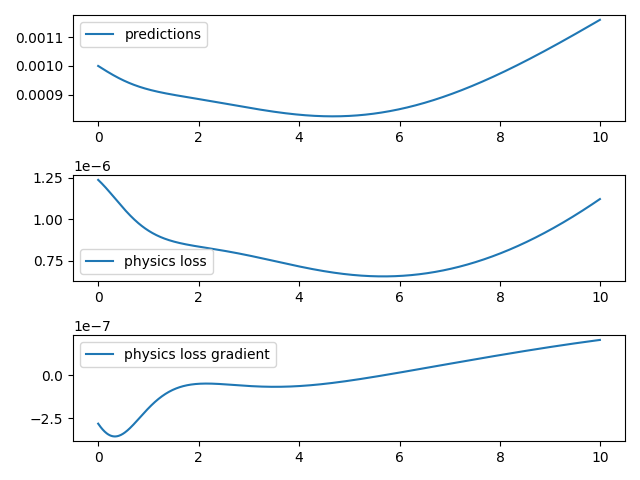 predictions
0.0011
0.0010
0.0009
0 2 4 6 8 10
1e−6
1.25
1.00
0.75
physics loss
0 2 4 6 8 10
1e−7
physics loss gradient
0.0
−2.5
0 2 4 6 8 10